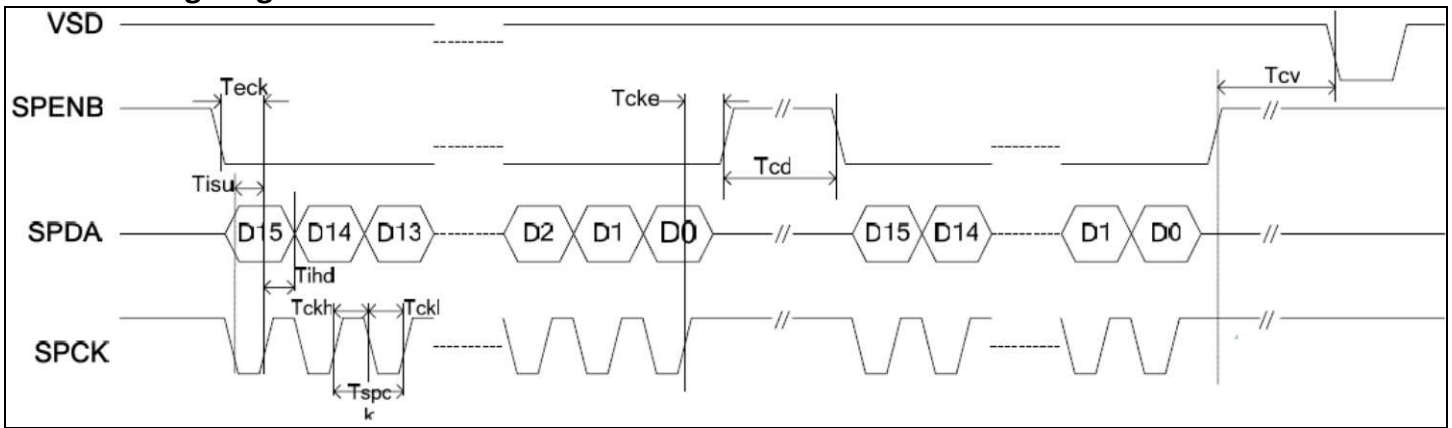 VSD
Teck
Tcke
Tcv
SPENB
Tcd
Tisu
SPDA D15 D14 D13 D2 D1 D0 D15 D14 D1 D0
Tihd
Tckh Tckl
SPCK
Tspc
k